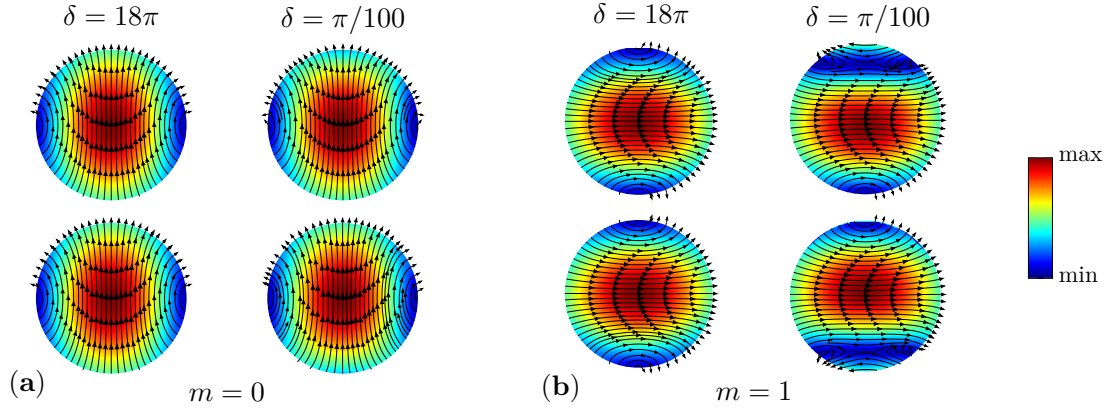 δ = 18π
δ = π/100
δ = 18π
δ = π/100
max
min
(a)
m = 0
(b)
m = 1